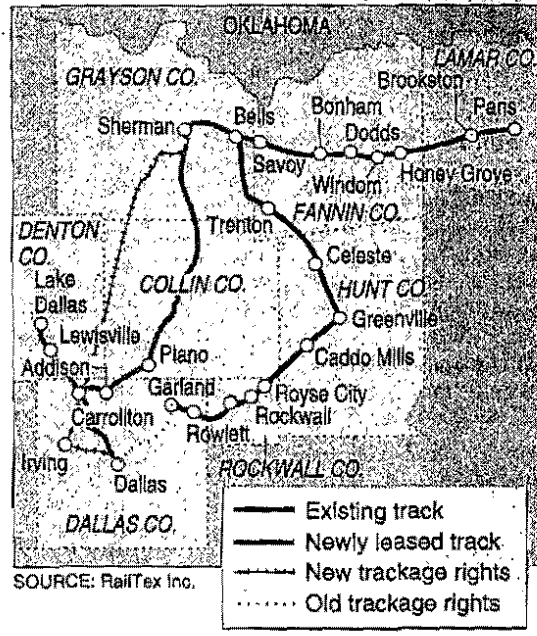 OKLAHOMA
GRAYSON CO.
LAMAR CO.
Brookston
Bells
Bonham
Paris
Sherman
Dodds
Savoy
Windom
Honey Grove
Trenton
FANNIN CO.
DENTON
CO.
Celeste
Lake
Dallas
COLLIN CO.
HUNT CO.
Greenville
Lewisville
Plano
Caddo Mills
Addison
Garland
Royse City
Carrollton
Rockwall
Rowlett
Irving
Dallas
ROCKWALL CO.
DALLAS CO.
Existing track
Newly leased track
New trackage rights
Old trackage rights
SOURCE: RailTex Inc.